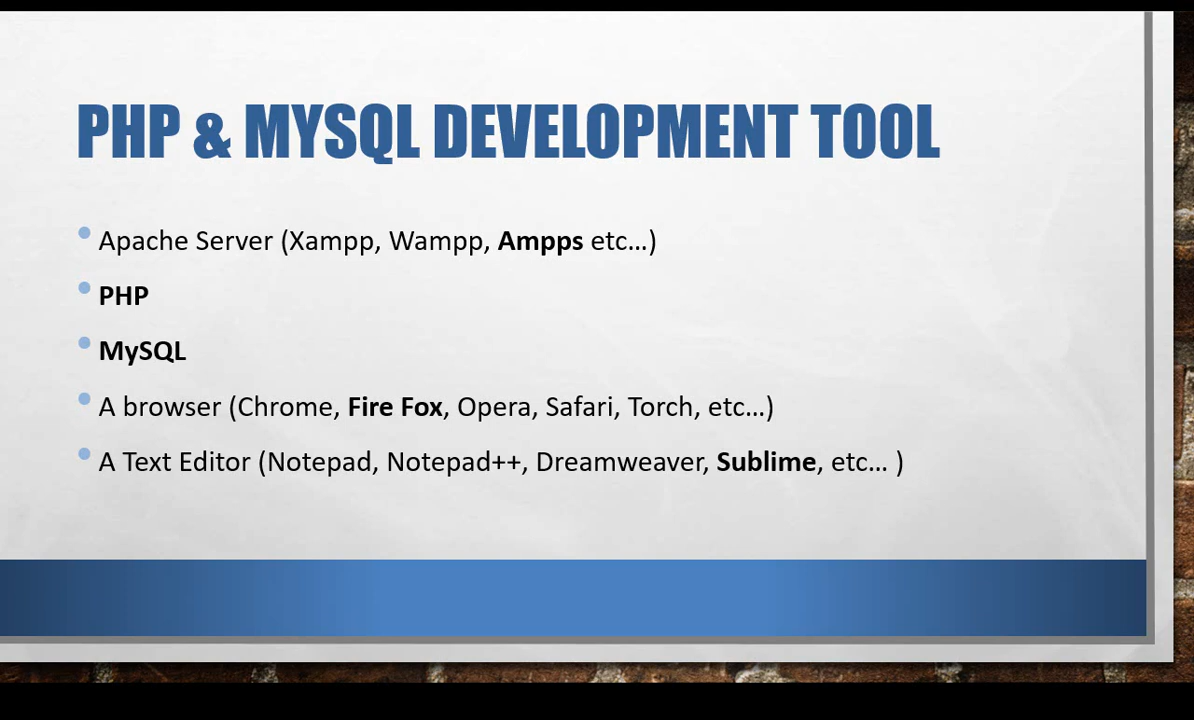 PHP & MYSQL DEVELOPMENT TOOL
Apache Server (Xampp, Wampp, Ampps etc...)
PHP
MySQL
A browser (Chrome, Fire Fox, Opera, Safari, Torch, etc...)
A Text Editor (Notepad, Notepad++, Dreamweaver, Sublime, etc... )